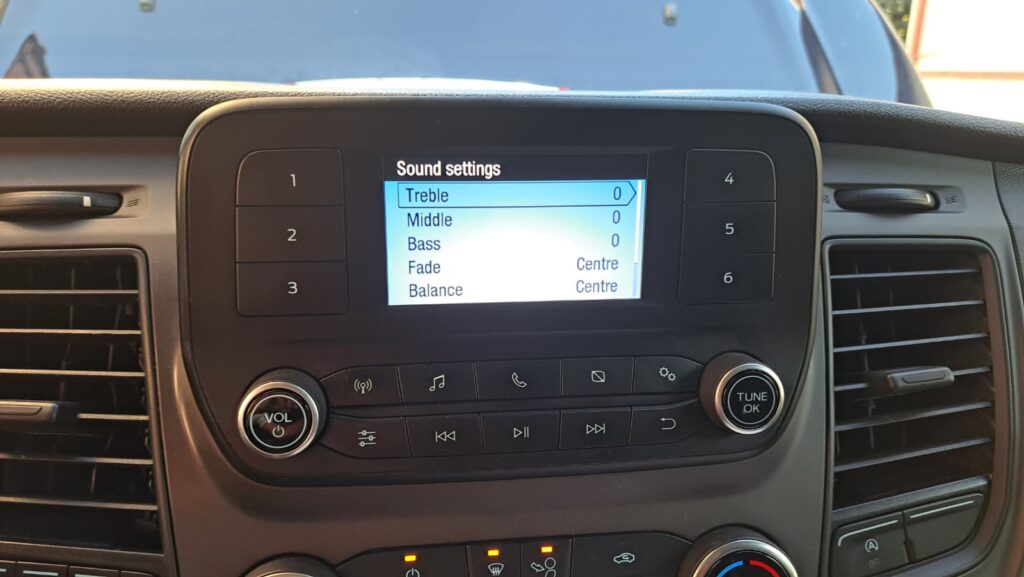 Sound settings
Treble 0
Middle 0
Bass 0
Fade Centre
Balance Centre
1
2
3
4
5
6
VOL
TUNE
OK
A